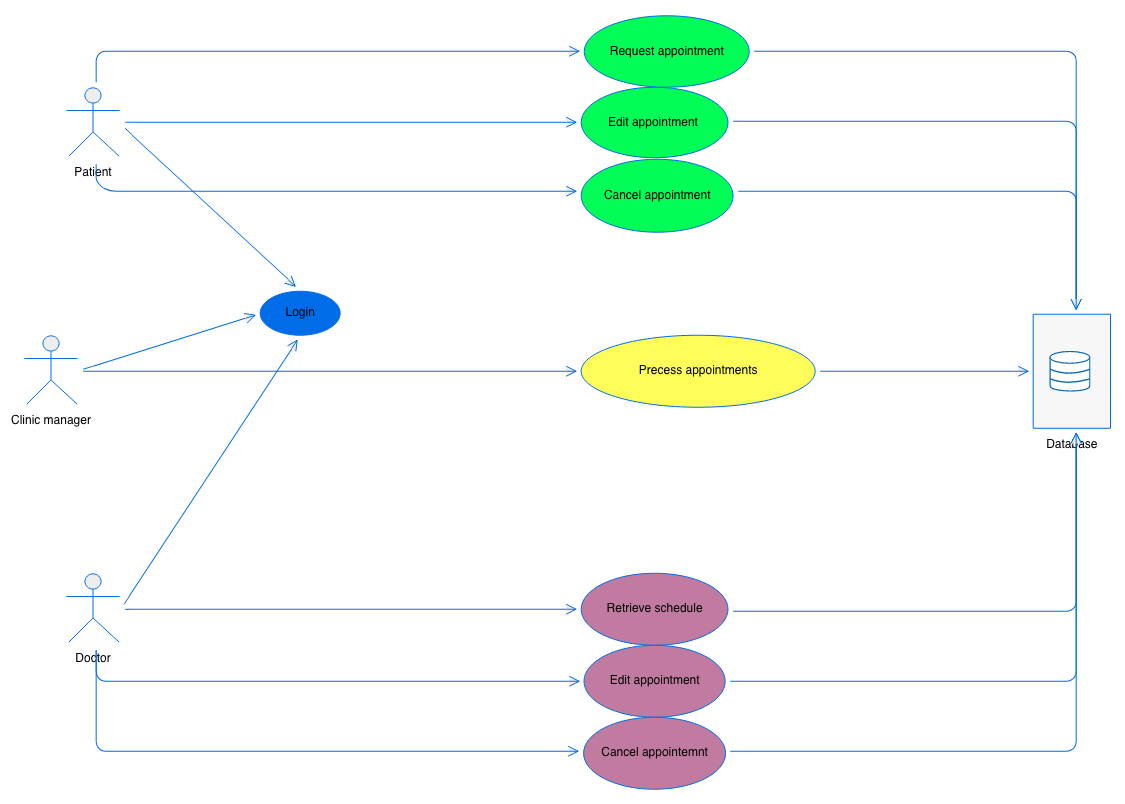 Request appointment
Edit appointment
Cancel appointment
Patient
Login
Clinic manager
Precess appointments
Database
Retrieve schedule
Doctor
Edit appointment
Cancel appointemnt